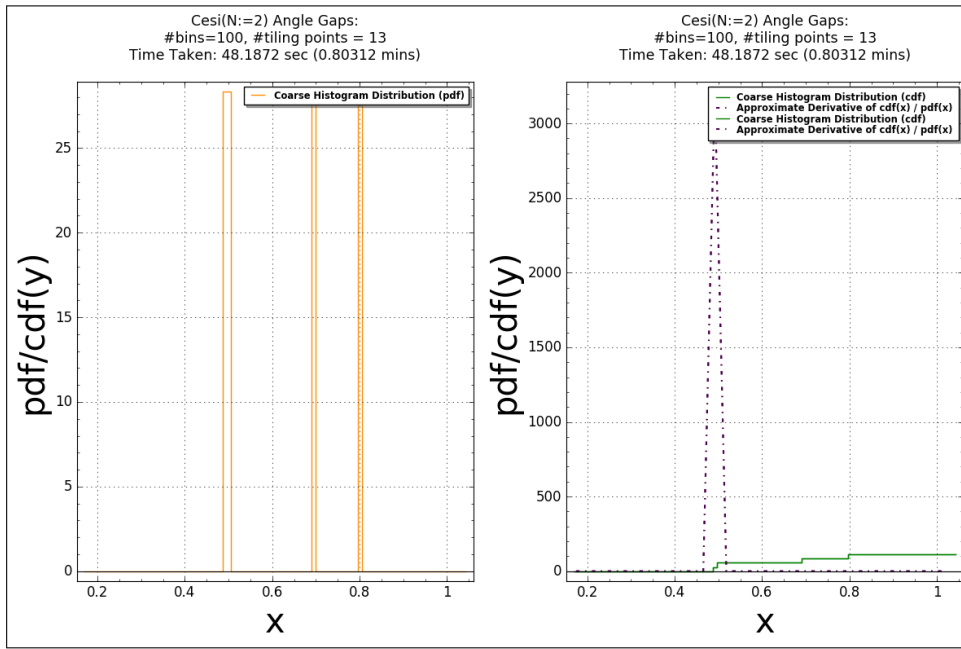 Cesi(N:=2) Angle Gaps:
#bins=100, #tiling points = 13
Time Taken: 48.1872 sec (0.80312 mins)
Coarse Histogram Distribution (pdf)
25
20
15
10
5
0
0.2
0.4
0.6
0.8
1
pdf/cdf(y)
x
Cesi(N:=2) Angle Gaps:
#bins=100, #tiling points = 13
Time Taken: 48.1872 sec (0.80312 mins)
Coarse Histogram Distribution (cdf)
Approximate Derivative of cdf(x) / pdf(x)
Coarse Histogram Distribution (cdf)
Approximate Derivative of cdf(x) / pdf(x)
3000
2500
2000
1500
1000
500
0
0.2
0.4
0.6
0.8
1
pdf/cdf(y)
x